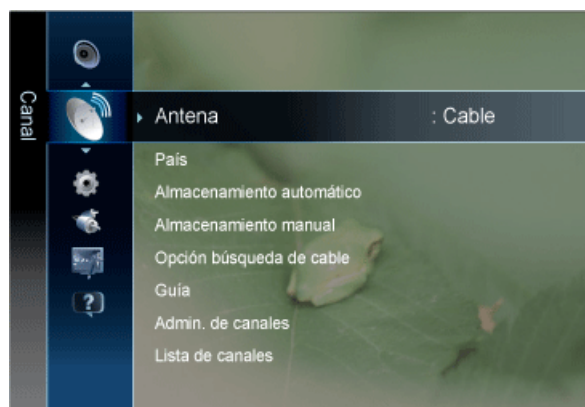 Canal
Antena : Cable
País
Almacenamiento automático
Almacenamiento manual
Opción búsqueda de cable
Guía
Admin. de canales
Lista de canales